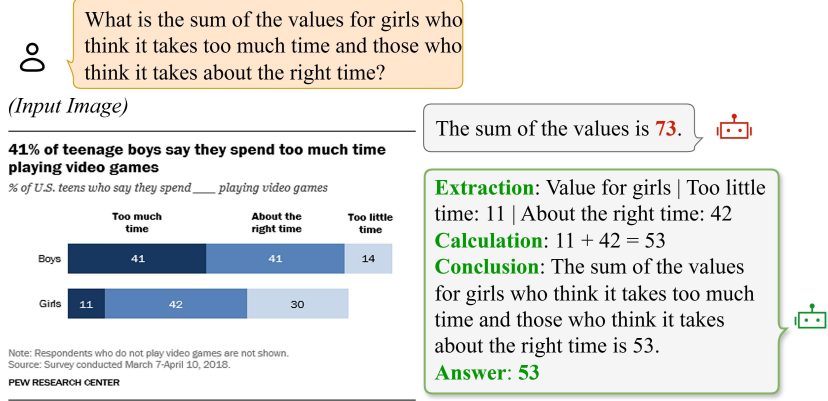 What is the sum of the values for girls who
think it takes too much time and those who
think it takes about the right time?
(Input Image)
41% of teenage boys say they spend too much time
playing video games
% of U.S. teens who say they spend ___ playing video games
Too much
time
About the
right time
Too little
time
Boys 41 41 14
Girls 11 42 30
Note: Respondents who do not play video games are not shown.
Source: Survey conducted March 7-April 10, 2018.
PEW RESEARCH CENTER
The sum of the values is 73.
Extraction: Value for girls | Too little
time: 11 | About the right time: 42
Calculation: 11 + 42 = 53
Conclusion: The sum of the values
for girls who think it takes too much
time and those who think it takes
about the right time is 53.
Answer: 53